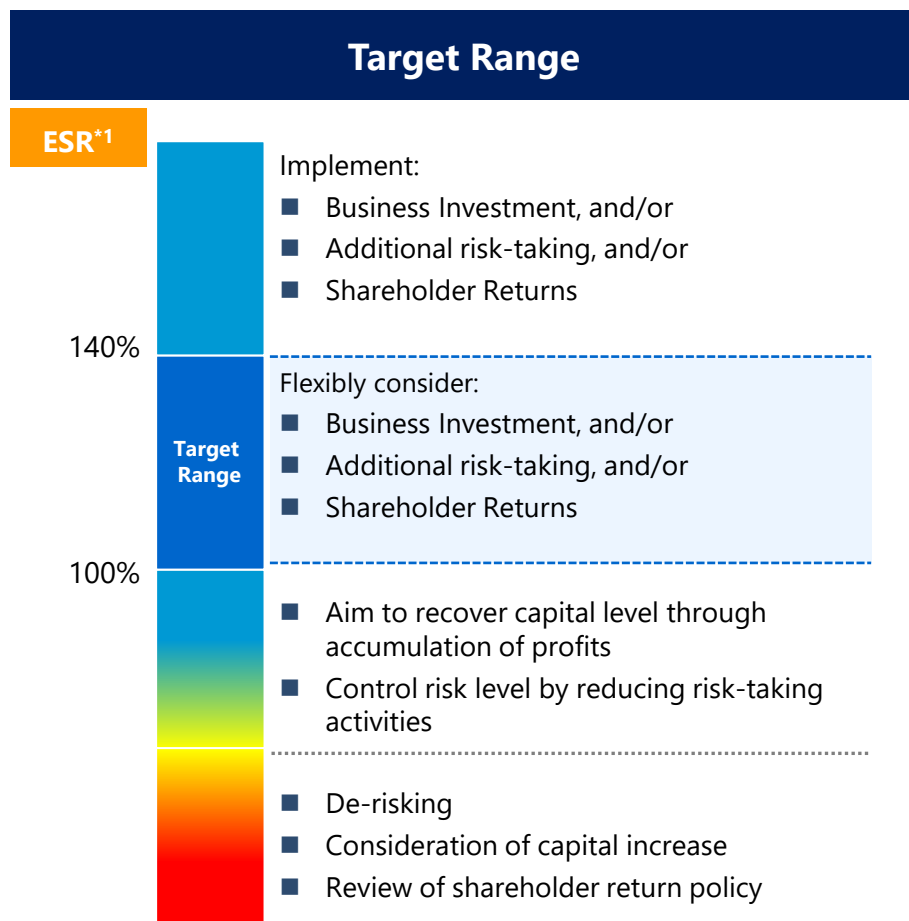 Target Range
ESR*1
Implement:
■ Business Investment, and/or
■ Additional risk-taking, and/or
■ Shareholder Returns
140%
Target
Range
Flexibly consider:
■ Business Investment, and/or
■ Additional risk-taking, and/or
■ Shareholder Returns
100%
■ Aim to recover capital level through
accumulation of profits
■ Control risk level by reducing risk-taking
activities
■ De-risking
■ Consideration of capital increase
■ Review of shareholder return policy